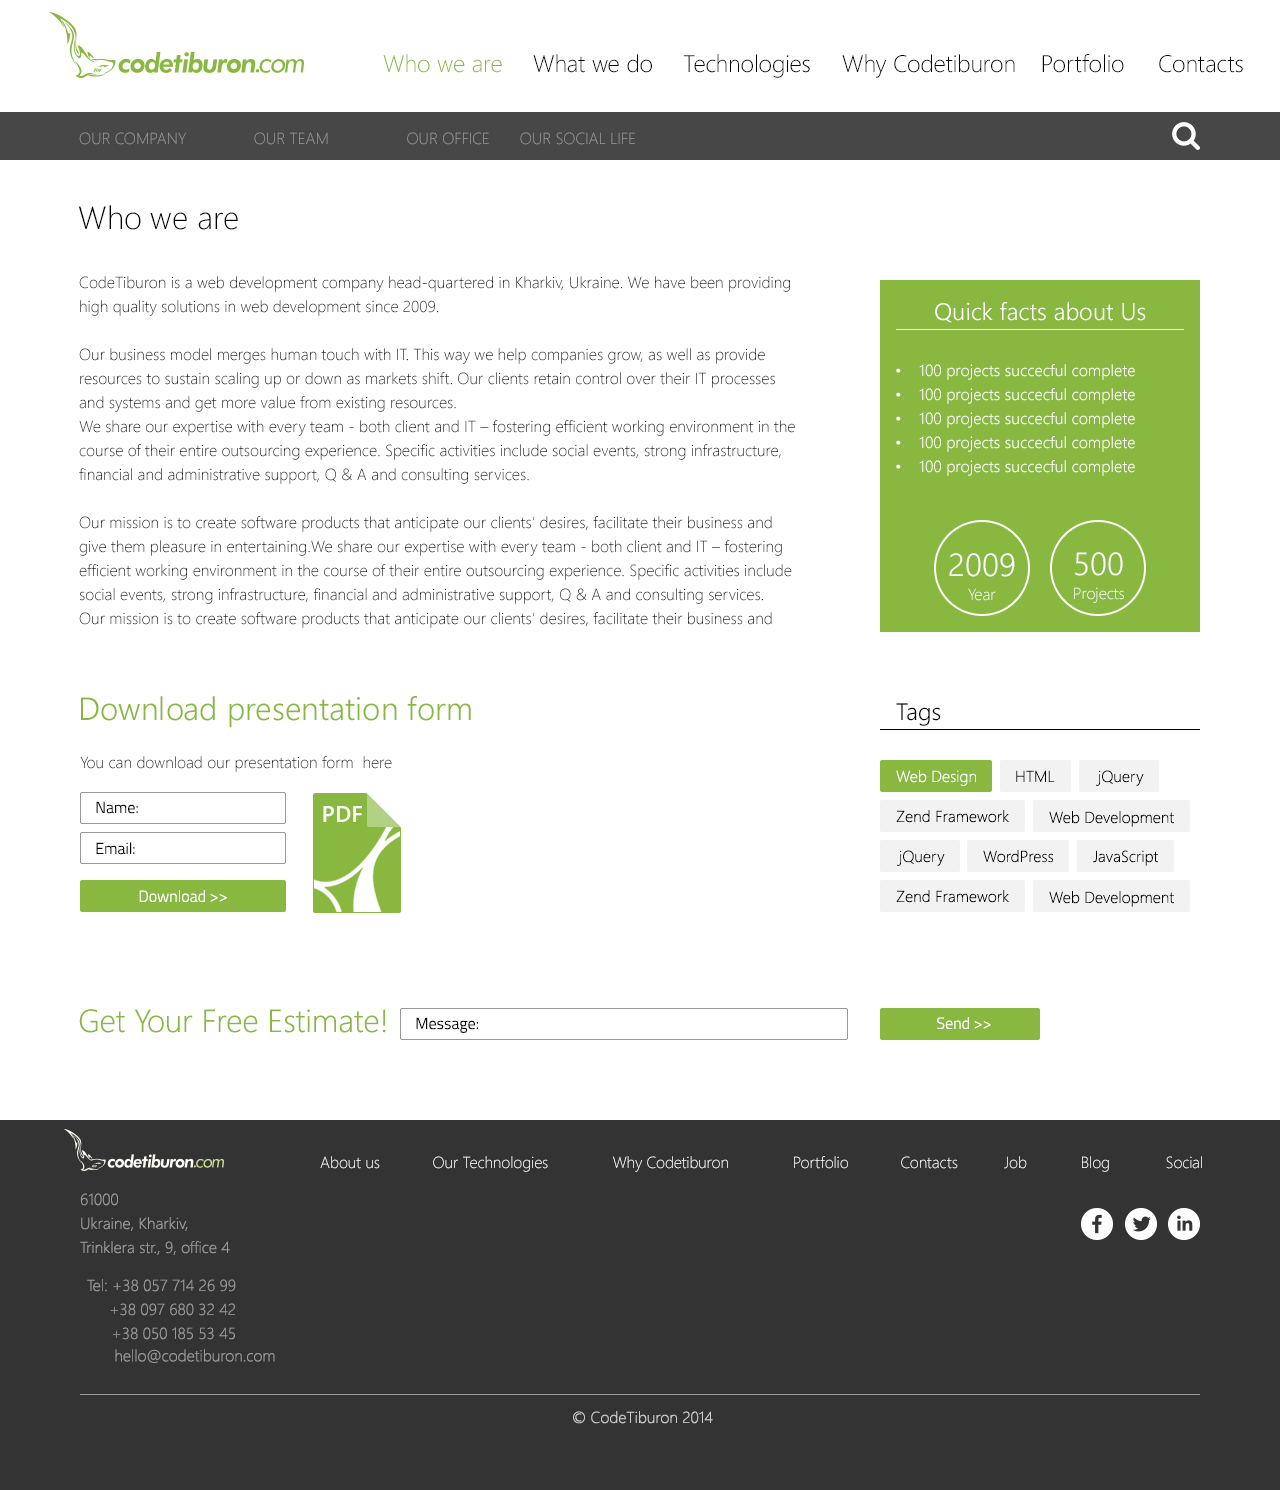 codetiburon.com
Who we are What we do Technologies Why Codetiburon Portfolio Contacts
OUR COMPANY OUR TEAM OUR OFFICE OUR SOCIAL LIFE
Who we are
CodeTiburon is a web development company head-quartered in Kharkiv, Ukraine. We have been providing
high quality solutions in web development since 2009.
Our business model merges human touch with IT. This way we help companies grow, as well as provide
resources to sustain scaling up or down as markets shift. Our clients retain control over their IT processes
and systems and get more value from existing resources.
We share our expertise with every team - both client and IT – fostering efficient working environment in the
course of their entire outsourcing experience. Specific activities include social events, strong infrastructure,
financial and administrative support, Q & A and consulting services.
Our mission is to create software products that anticipate our clients’ desires, facilitate their business and
give them pleasure in entertaining.We share our expertise with every team - both client and IT – fostering
efficient working environment in the course of their entire outsourcing experience. Specific activities include
social events, strong infrastructure, financial and administrative support, Q & A and consulting services.
Our mission is to create software products that anticipate our clients’ desires, facilitate their business and
Quick facts about Us
• 100 projects succecful complete
• 100 projects succecful complete
• 100 projects succecful complete
• 100 projects succecful complete
• 100 projects succecful complete
2009 500
Year Projects
Download presentation form
You can download our presentation form here
Name:
Email:
Download >>
PDF
Tags
Web Design HTML jQuery
Zend Framework Web Development
jQuery WordPress JavaScript
Zend Framework Web Development
Get Your Free Estimate! Message: Send >>
codetiburon.com
About us Our Technologies Why Codetiburon Portfolio Contacts Job Blog Social
61000
Ukraine, Kharkiv,
Trinklera str., 9, office 4
f in
Tel: +38 057 714 26 99
+38 097 680 32 42
+38 050 185 53 45
hello@codetiburon.com
© CodeTiburon 2014